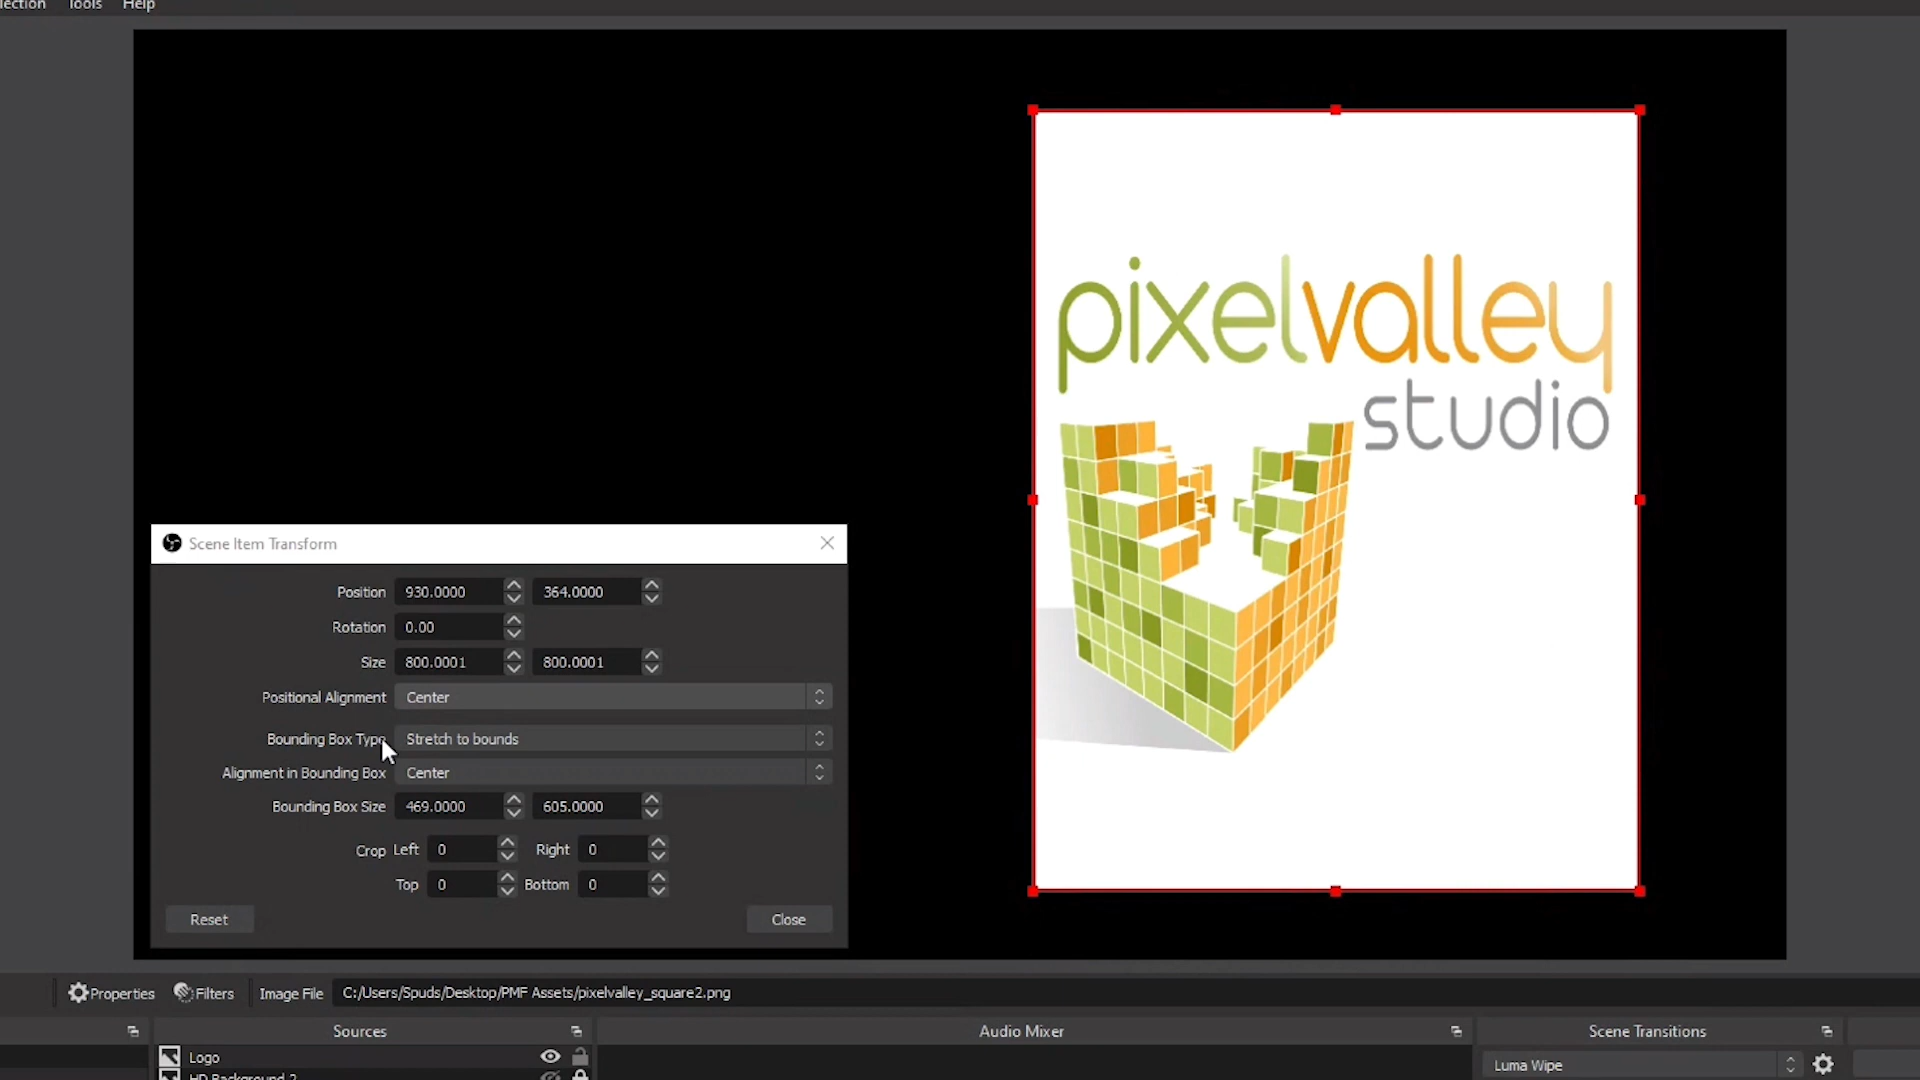 Tools Help
pixelvalley
studio
Scene Item Transform
Position 930.0000 364.0000
Rotation 0.00
Size 800.0001 800.0001
Positional Alignment Center
Bounding Box Type Stretch to bounds
Alignment in Bounding Box Center
Bounding Box Size 469.0000 605.0000
Crop Left 0 Right 0
Top 0 Bottom 0
Reset Close
Properties Filters Image File C:/Users/Spuds/Desktop/PMF Assets/pixelvalley_square2.png
Sources Audio Mixer Scene Transitions
Logo Luma Wipe
HD Background 2